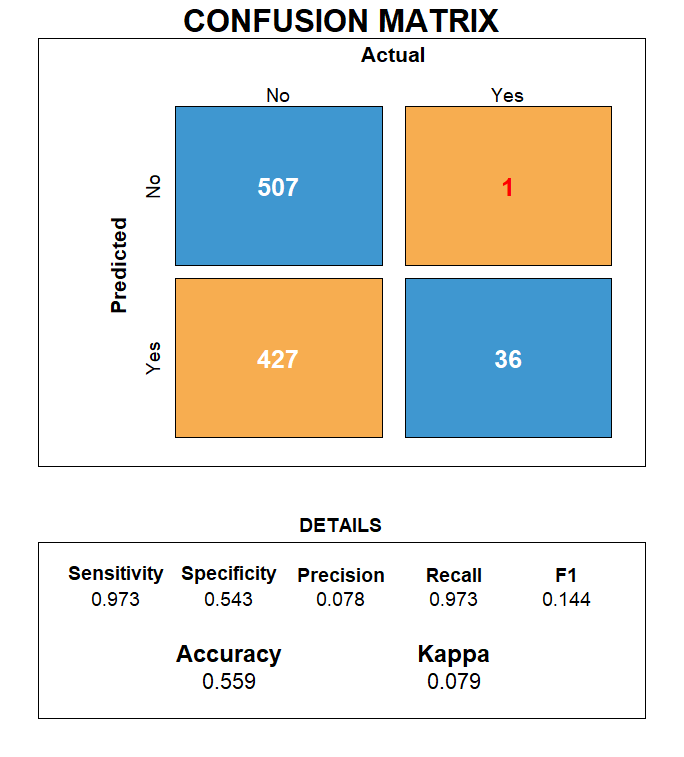 CONFUSION MATRIX
Actual
No Yes
Predicted
No
507 1
Yes
427 36
DETAILS
Sensitivity Specificity Precision Recall F1
0.973 0.543 0.078 0.973 0.144
Accuracy Kappa
0.559 0.079